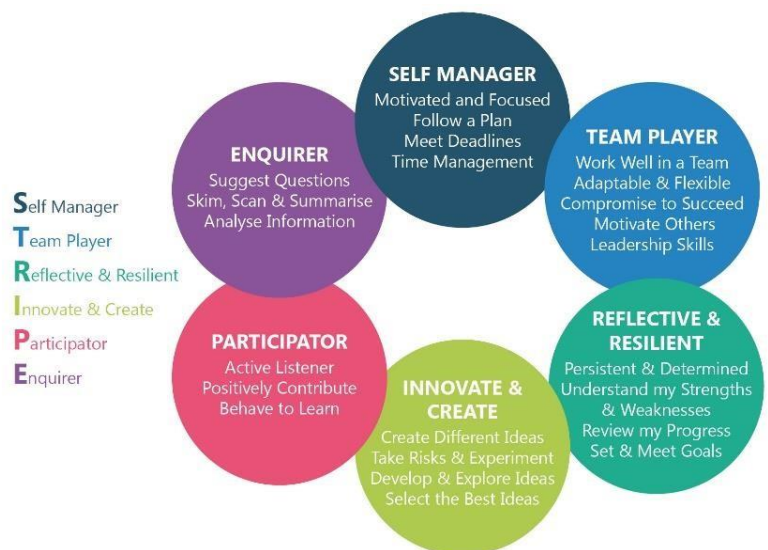 Self Manager
Team Player
Reflective & Resilient
Innovate & Create
Participator
Enquirer
SELF MANAGER
Motivated and Focused
Follow a Plan
Meet Deadlines
Time Management
TEAM PLAYER
Work Well in a Team
Adaptable & Flexible
Compromise to Succeed
Motivate Others
Leadership Skills
REFLECTIVE &
RESILIENT
Persistent & Determined
Understand my Strengths
& Weaknesses
Review my Progress
Set & Meet Goals
INNOVATE &
CREATE
Create Different Ideas
Take Risks & Experiment
Develop & Explore Ideas
Select the Best Ideas
PARTICIPATOR
Active Listener
Positively Contribute
Behave to Learn
ENQUIRER
Suggest Questions
Skim, Scan & Summarise
Analyse Information